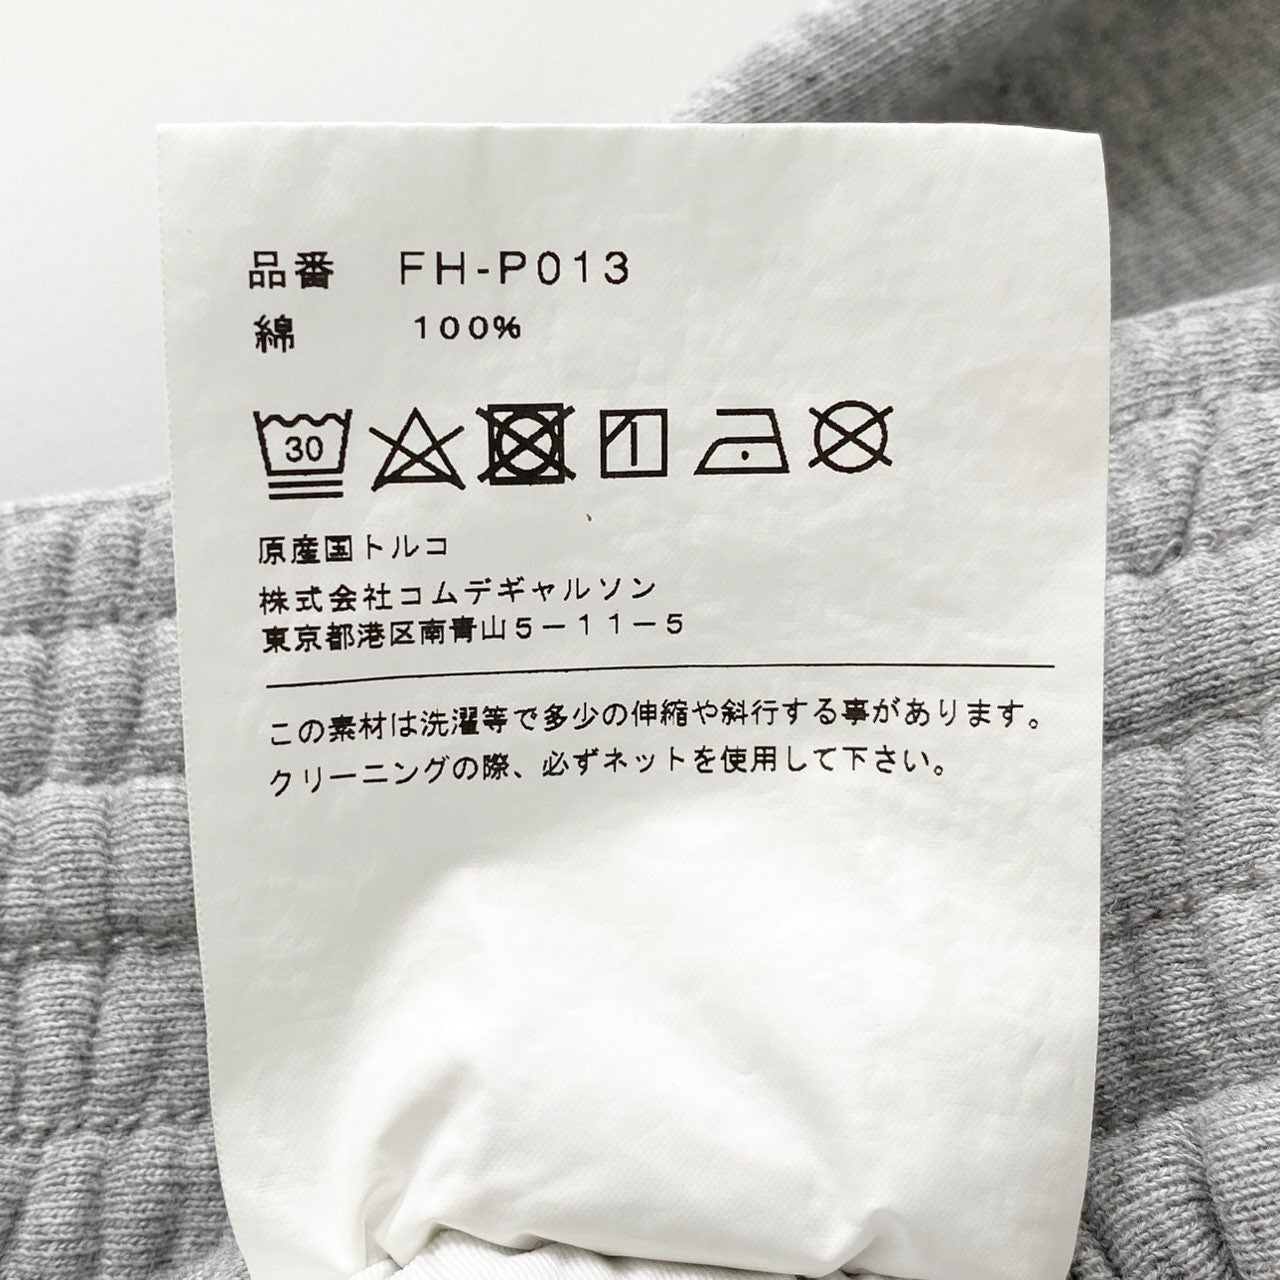 品番 FH-P013
綿 100%
30
原産国トルコ
株式会社コムデギャルソン
東京都港区南青山5-11-5
この素材は洗濯等で多少の伸縮や斜行する事があります。
クリーニングの際、必ずネットを使用して下さい。